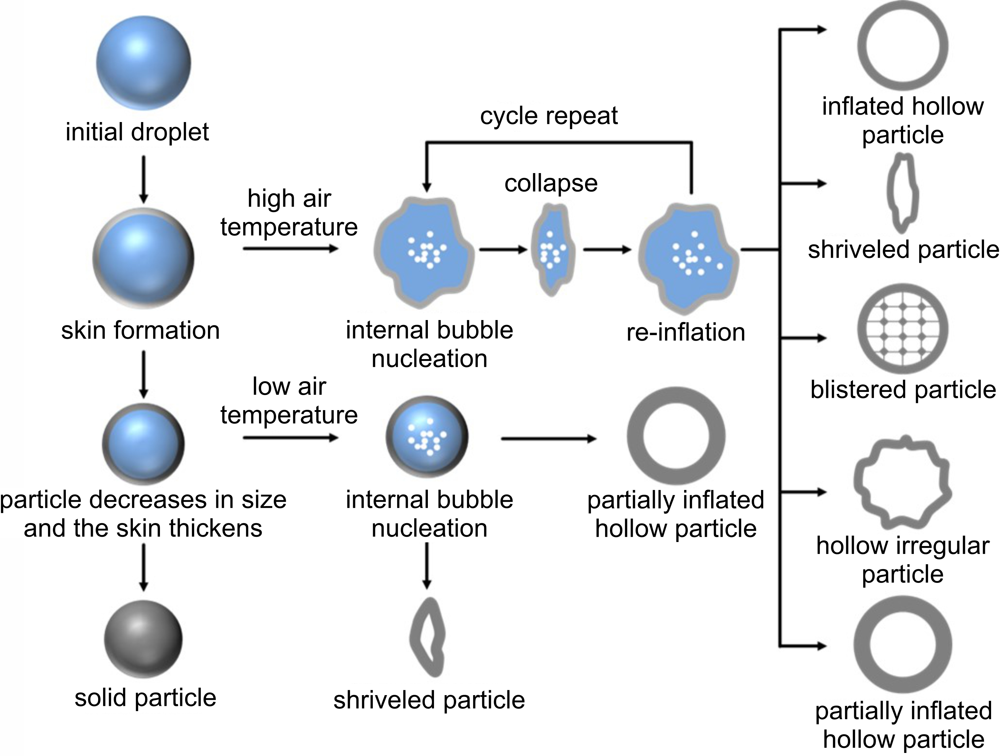 initial droplet
skin formation
particle decreases in size
and the skin thickens
solid particle
high air
temperature
low air
temperature
cycle repeat
collapse
internal bubble
nucleation
re-inflation
internal bubble
nucleation
partially inflated
hollow particle
shriveled particle
inflated hollow
particle
shriveled particle
blistered particle
hollow irregular
particle
partially inflated
hollow particle